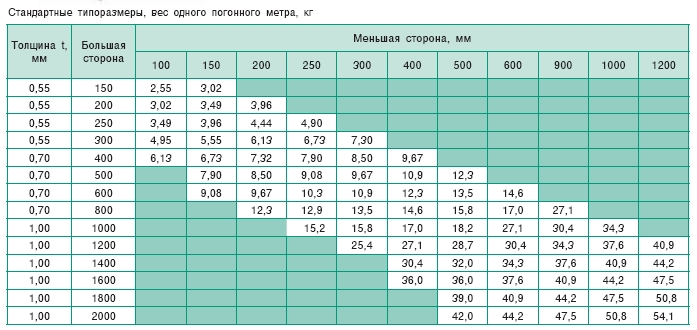 Стандартные типоразмеры, вес одного погонного метра, кг
Толщина t, мм Большая сторона Меньшая сторона, мм
100 150 200 250 300 400 500 600 900 1000 1200
0,55 150 2,55 3,02
0,55 200 3,02 3,49 3,96
0,55 250 3,49 3,96 4,44 4,90
0,55 300 4,95 5,55 6,13 6,73 7,30
0,70 400 6,13 6,73 7,32 7,90 8,50 9,67
0,70 500 7,90 8,50 9,08 9,67 10,9 12,3
0,70 600 9,08 9,67 10,3 10,9 12,3 13,5 14,6
0,70 800 12,3 12,9 13,5 14,6 15,8 17,0 27,1
1,00 1000 15,2 15,8 17,0 18,2 27,1 30,4 34,3
1,00 1200 25,4 27,1 28,7 30,4 34,3 37,6 40,9
1,00 1400 30,4 32,0 34,3 37,6 40,9 44,2
1,00 1600 36,0 36,0 37,6 40,9 44,2 47,5
1,00 1800 39,0 40,9 44,2 47,5 50,8
1,00 2000 42,0 44,2 47,5 50,8 54,1